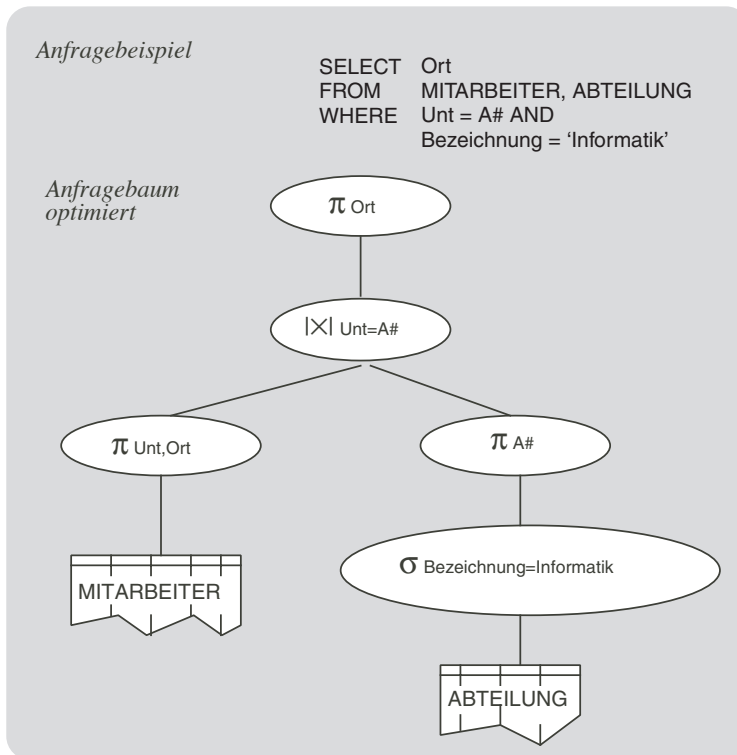 Anfragebeispiel
SELECT Ort
FROM MITARBEITER, ABTEILUNG
WHERE Unt = A# AND
Bezeichnung = ‘Informatik’
Anfragebaum
optimiert
π Ort
|×| Unt=A#
π Unt,Ort
π A#
σ Bezeichnung=Informatik
MITARBEITER
ABTEILUNG